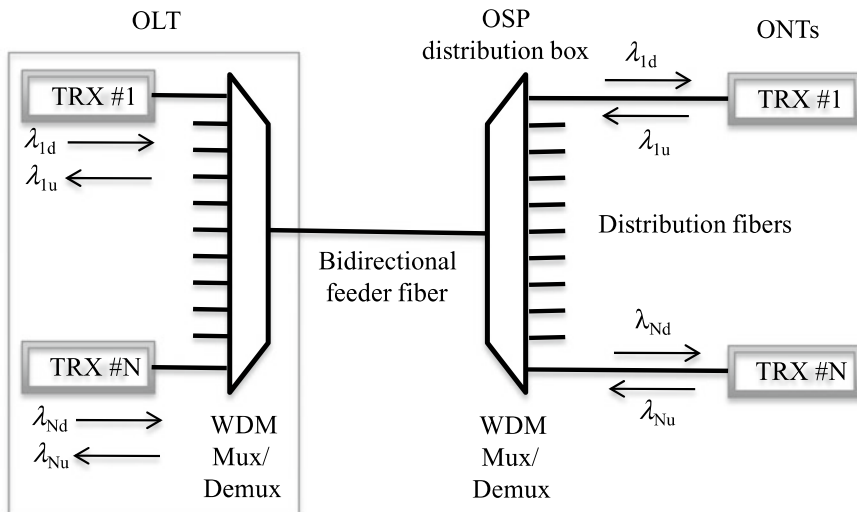 OLT
OSP
distribution box
ONTs
TRX #1
λ1d
λ1u
λ1d
λ1u
TRX #1
Distribution fibers
Bidirectional
feeder fiber
TRX #N
λNd
λNu
λNd
λNu
TRX #N
WDM
Mux/
Demux
WDM
Mux/
Demux